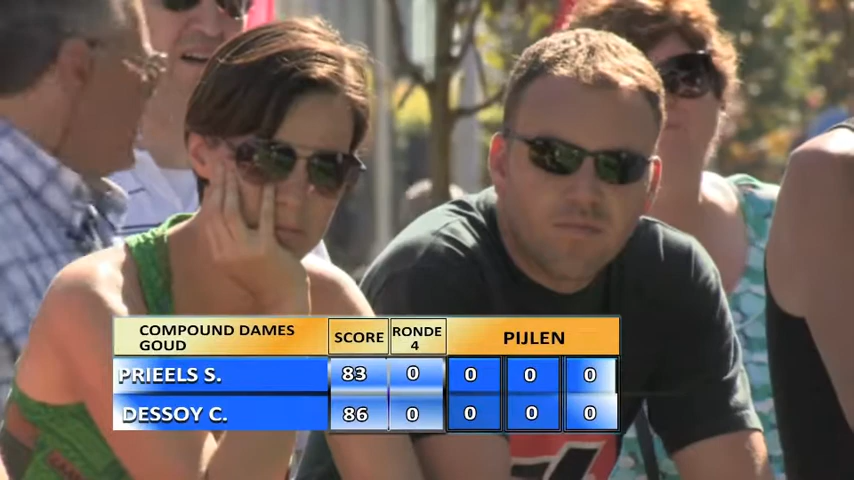 COMPOUND DAMES SCORE RONDE PIJLEN
GOUD 4
PRIEELS S. 83 0 0 0 0
DESSOY C. 86 0 0 0 0